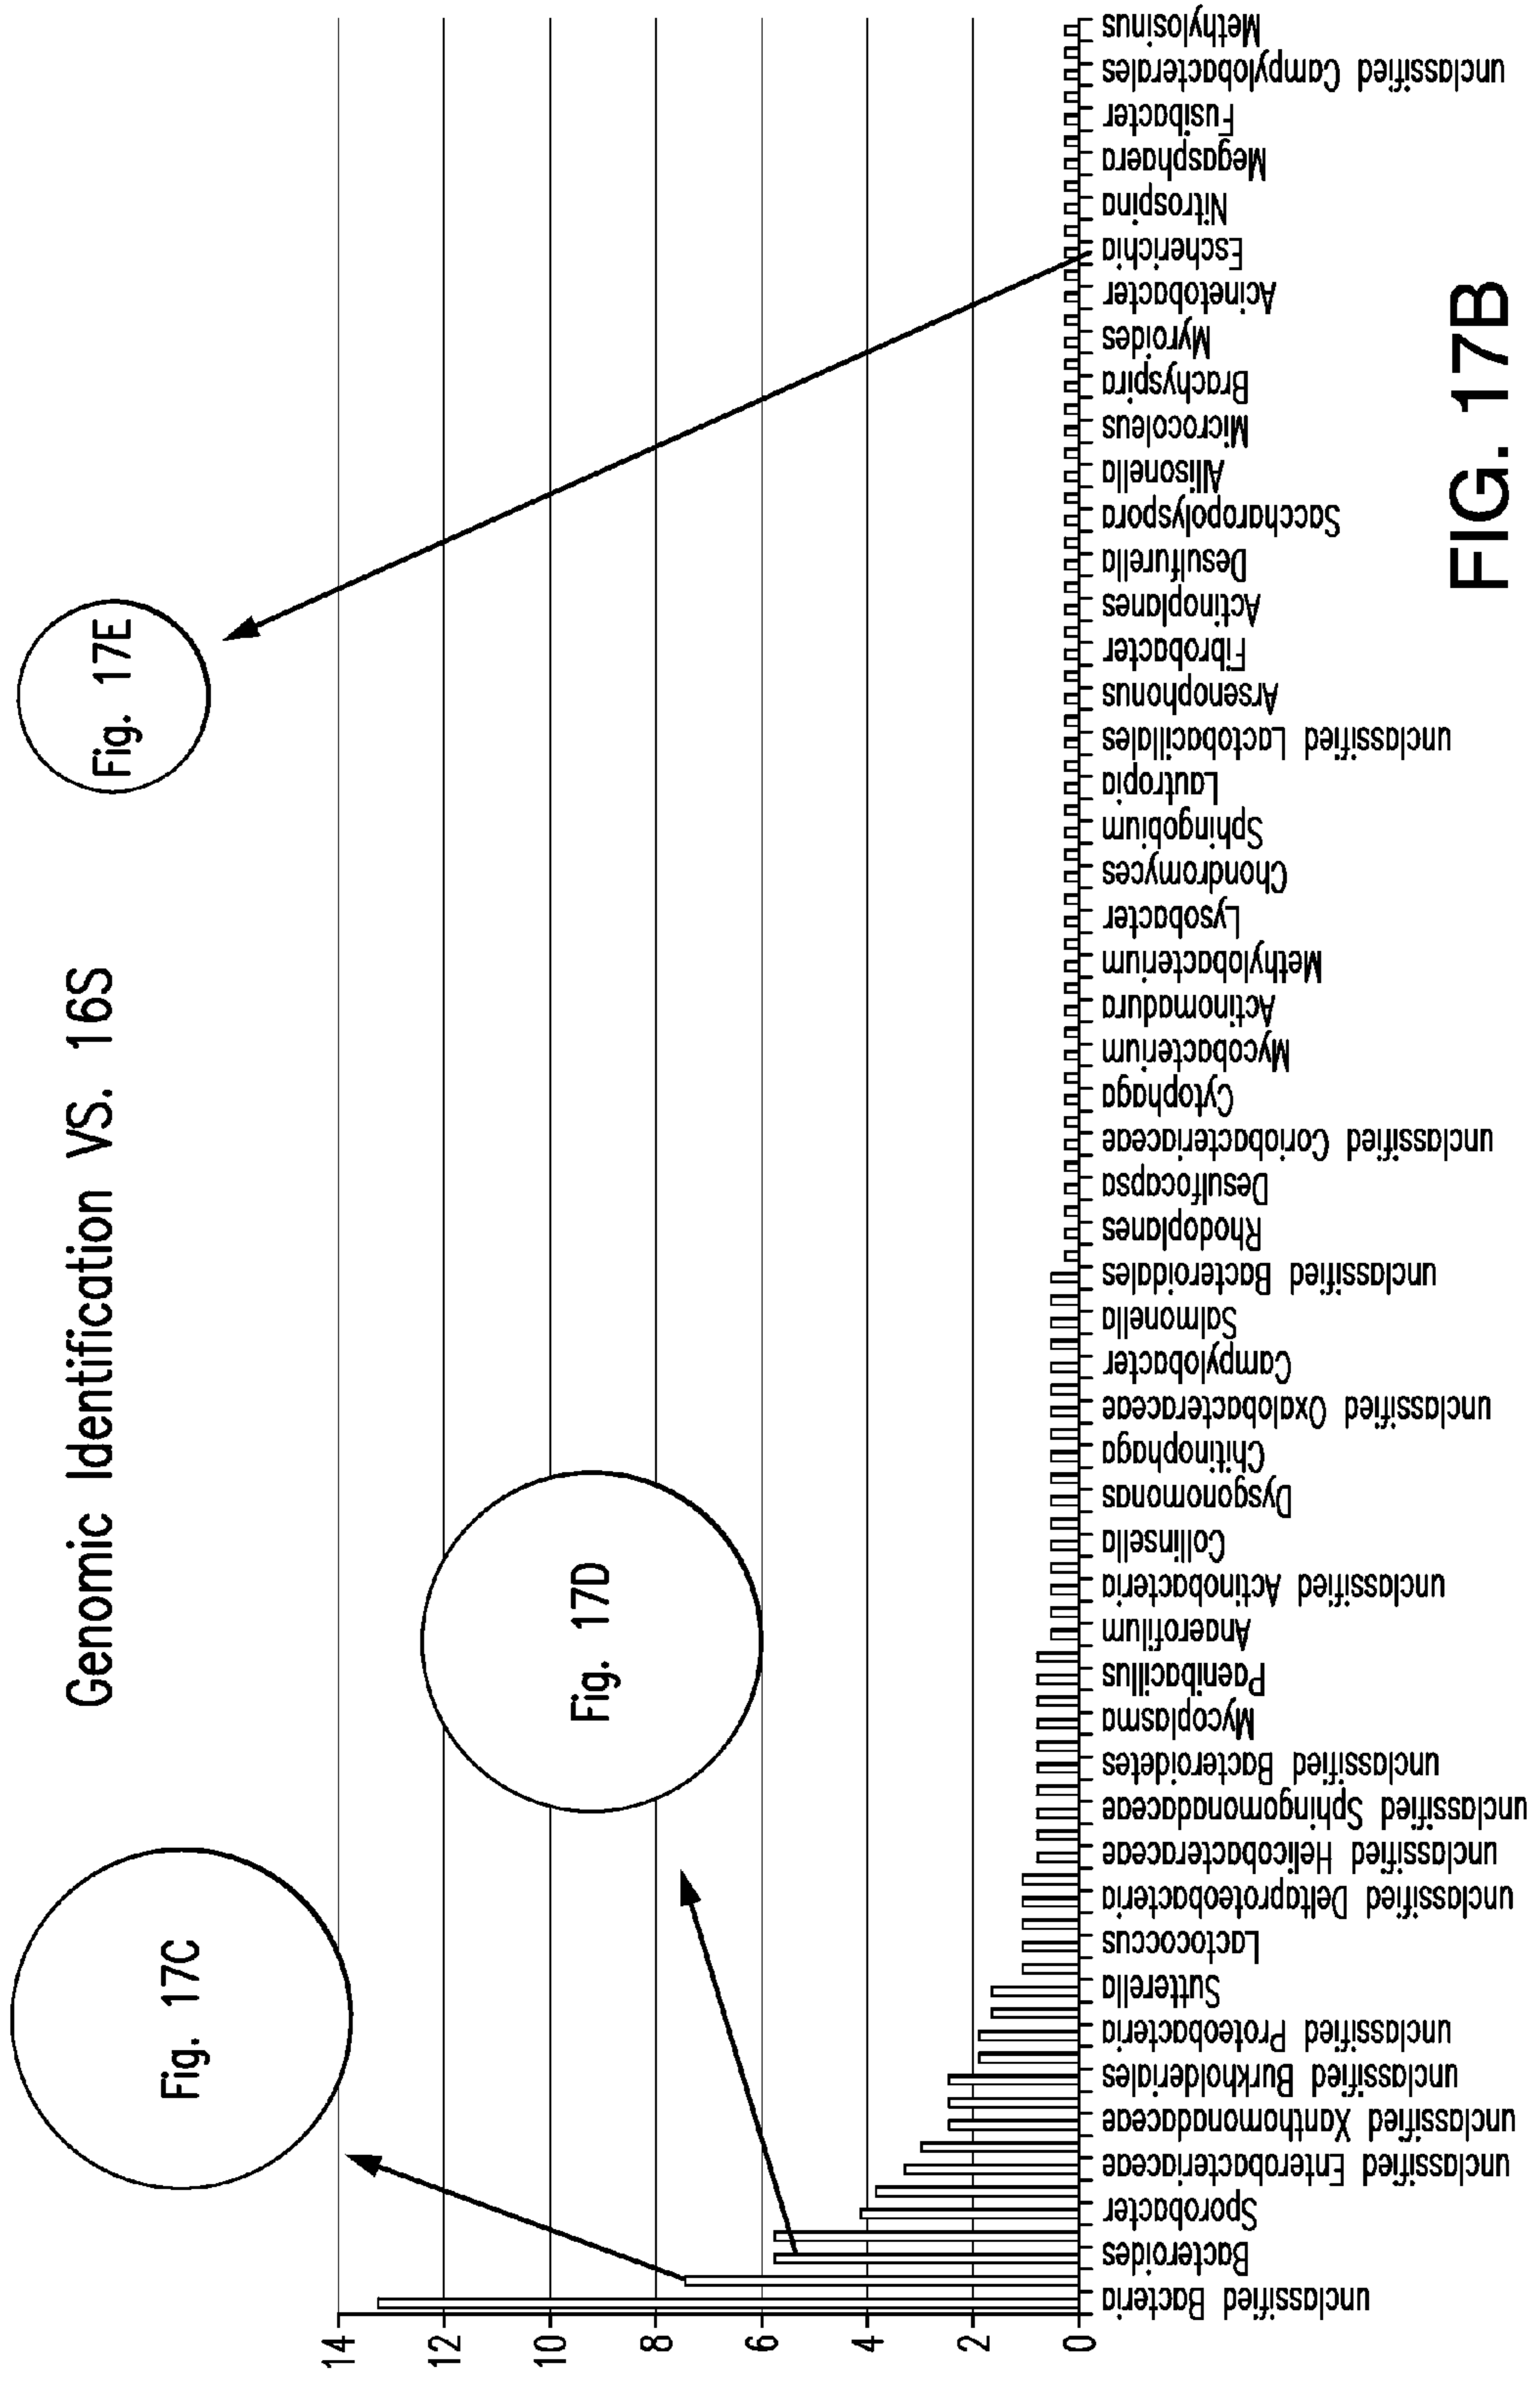 Genomic Identification VS. 16S
Fig. 17C
Fig. 17D
Fig. 17E
14
12
10
8
6
4
2
0
unclassified Bacteria
Bacteroides
Sporobacter
unclassified Enterobacteriaceae
unclassified Xanthomonadaceae
unclassified Burkholderiales
unclassified Proteobacteria
Sutterella
Lactococcus
unclassified Deltaproteobacteria
unclassified Helicobacteraceae
unclassified Sphingomonadaceae
unclassified Bacteroidetes
Mycoplasma
Paenibacillus
Anaerofilum
unclassified Actinobacteria
Collinsella
Dysgonomonas
Chitinophaga
unclassified Oxalobacteraceae
Campylobacter
Salmonella
unclassified Bacteroidales
Rhodoplanes
Desulfocapsa
unclassified Coriobacteriaceae
Cytophaga
Mycobacterium
Actinomadura
Methylobacterium
Lysobacter
Chondromyces
Sphingobium
Lautropia
unclassified Lactobacillales
Arsenophonus
Fibrobacter
Actinoplanes
Desulfurella
Saccharopolyspora
Allisonella
Microcoleus
Brachyspira
Myroides
Acinetobacter
Escherichia
Nitrospina
Megasphaera
Fusibacter
unclassified Campylobacterales
Methylosinus
FIG. 17B